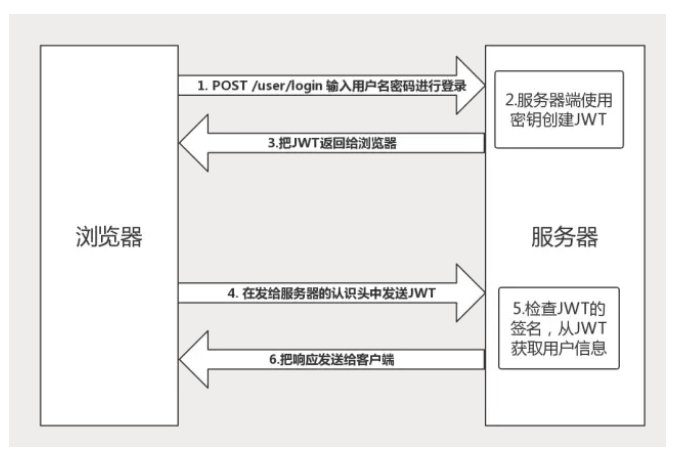 1. POST /user/login 输入用户名密码进行登录
2.服务器端使用
密钥创建JWT
3.把JWT返回给浏览器
浏览器
服务器
4. 在发给服务器的认识头中发送JWT
5.检查JWT的
签名，从JWT
获取用户信息
6.把响应发送给客户端